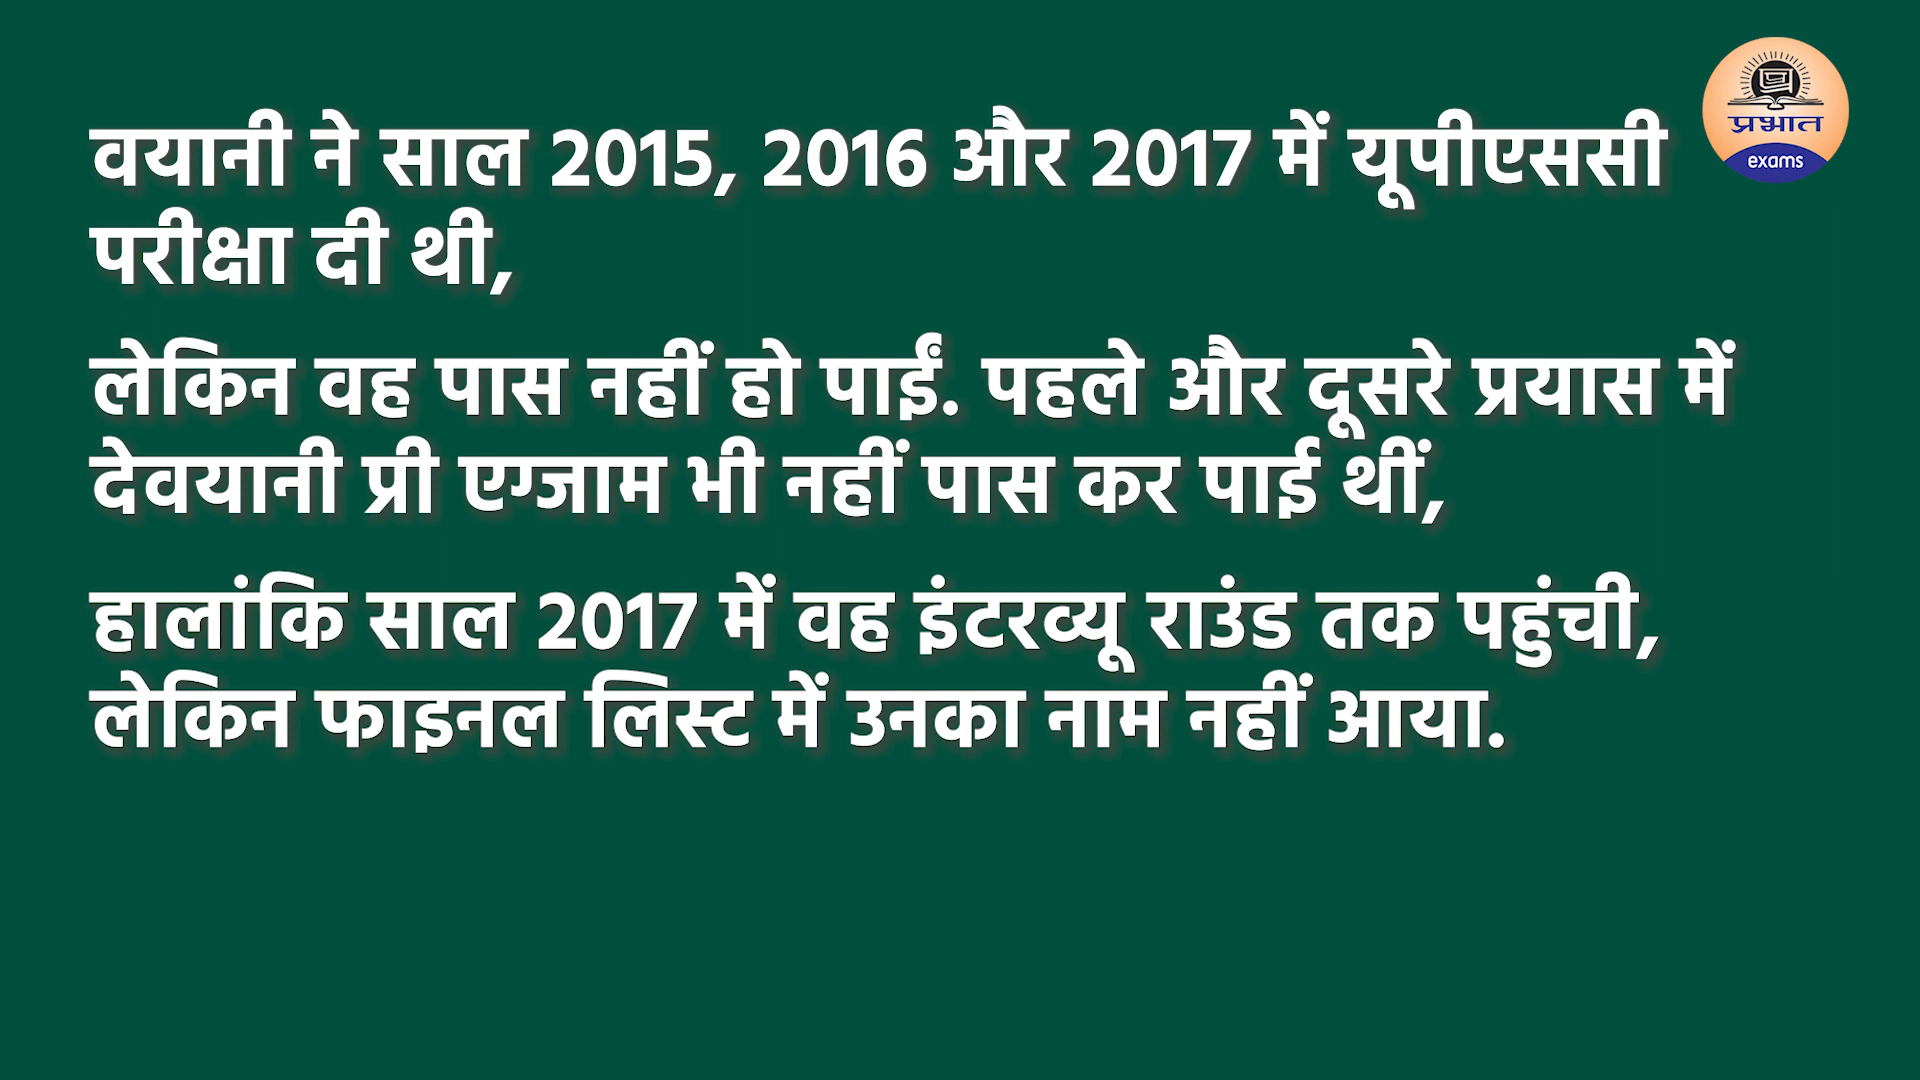 वयानी ने साल 2015, 2016 और 2017 में यूपीएससी
परीक्षा दी थी,
लेकिन वह पास नहीं हो पाईं. पहले और दूसरे प्रयास में
देवयानी प्री एग्जाम भी नहीं पास कर पाई थीं,
हालांकि साल 2017 में वह इंटरव्यू राउंड तक पहुंची,
लेकिन फाइनल लिस्ट में उनका नाम नहीं आया.
प्रभात
exams